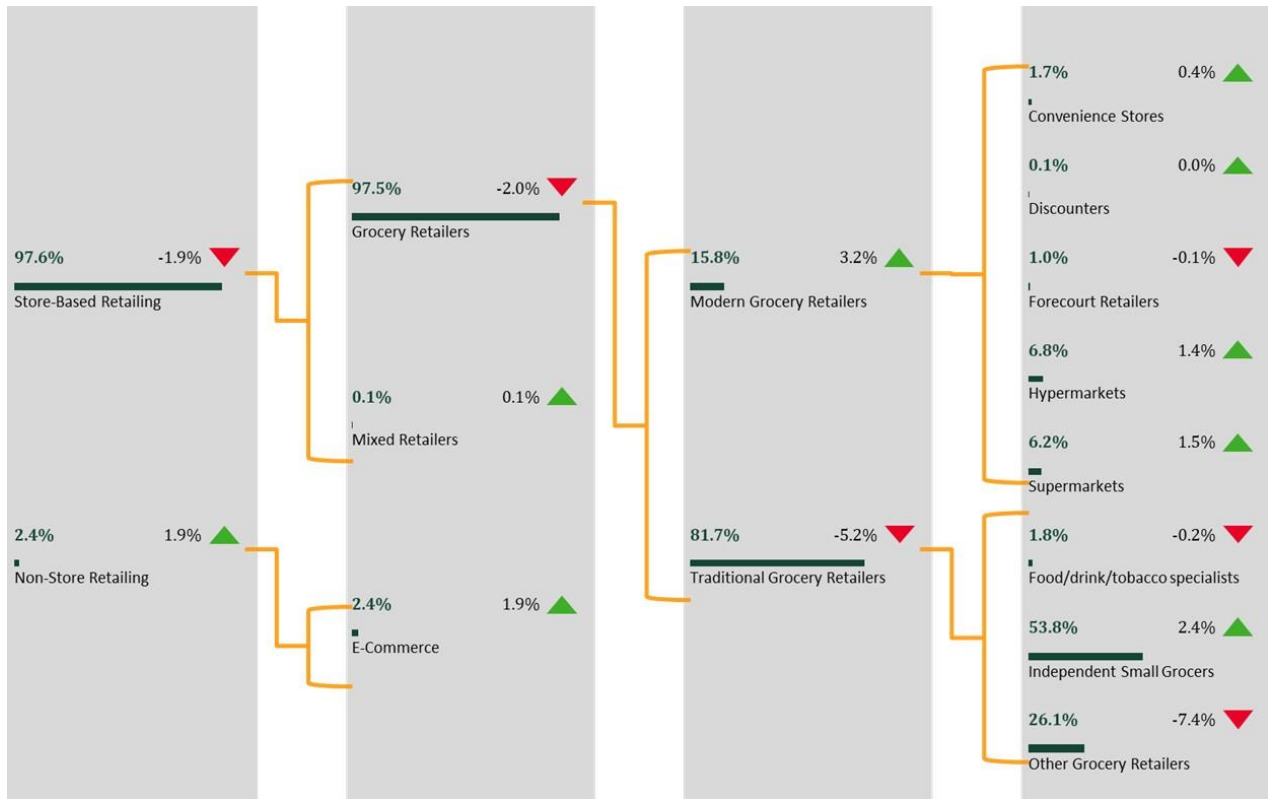 97.6% -1.9%
Store-Based Retailing
2.4% 1.9%
Non-Store Retailing
97.5% -2.0%
Grocery Retailers
0.1% 0.1%
Mixed Retailers
2.4% 1.9%
E-Commerce
15.8% 3.2%
Modern Grocery Retailers
81.7% -5.2%
Traditional Grocery Retailers
1.7% 0.4%
Convenience Stores
0.1% 0.0%
Discounters
1.0% -0.1%
Forecourt Retailers
6.8% 1.4%
Hypermarkets
6.2% 1.5%
Supermarkets
1.8% -0.2%
Food/drink/tobacco specialists
53.8% 2.4%
Independent Small Grocers
26.1% -7.4%
Other Grocery Retailers